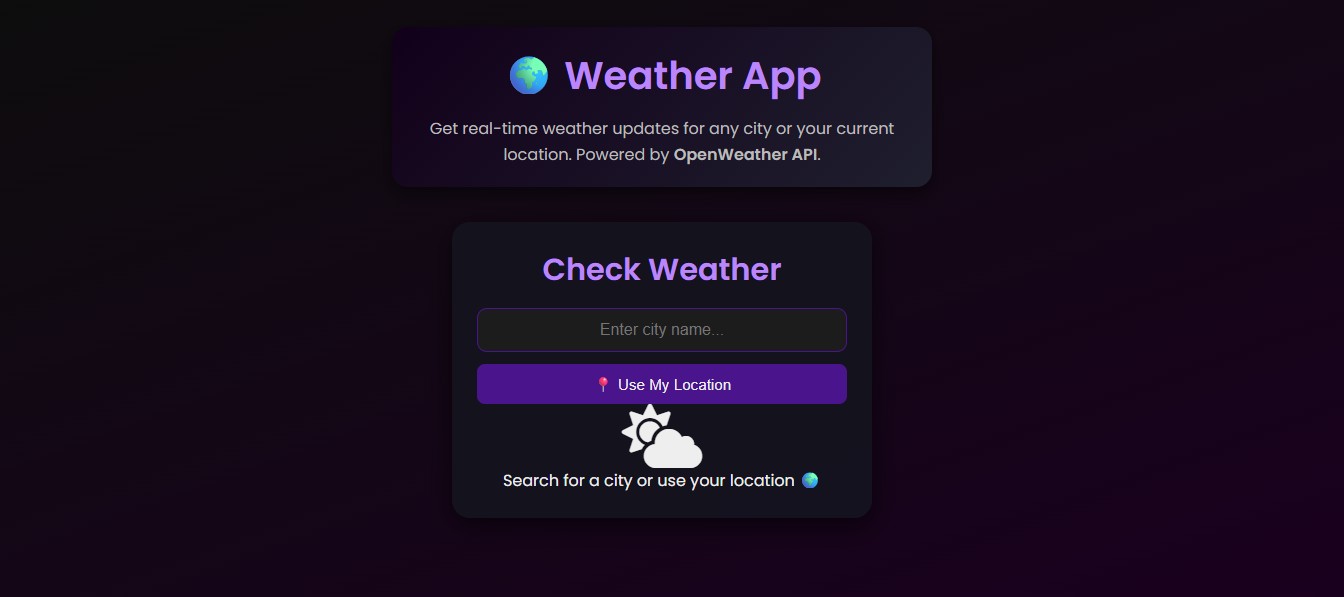 Weather App
Get real-time weather updates for any city or your current
location. Powered by OpenWeather API.
Check Weather
Enter city name...
Use My Location
Search for a city or use your location